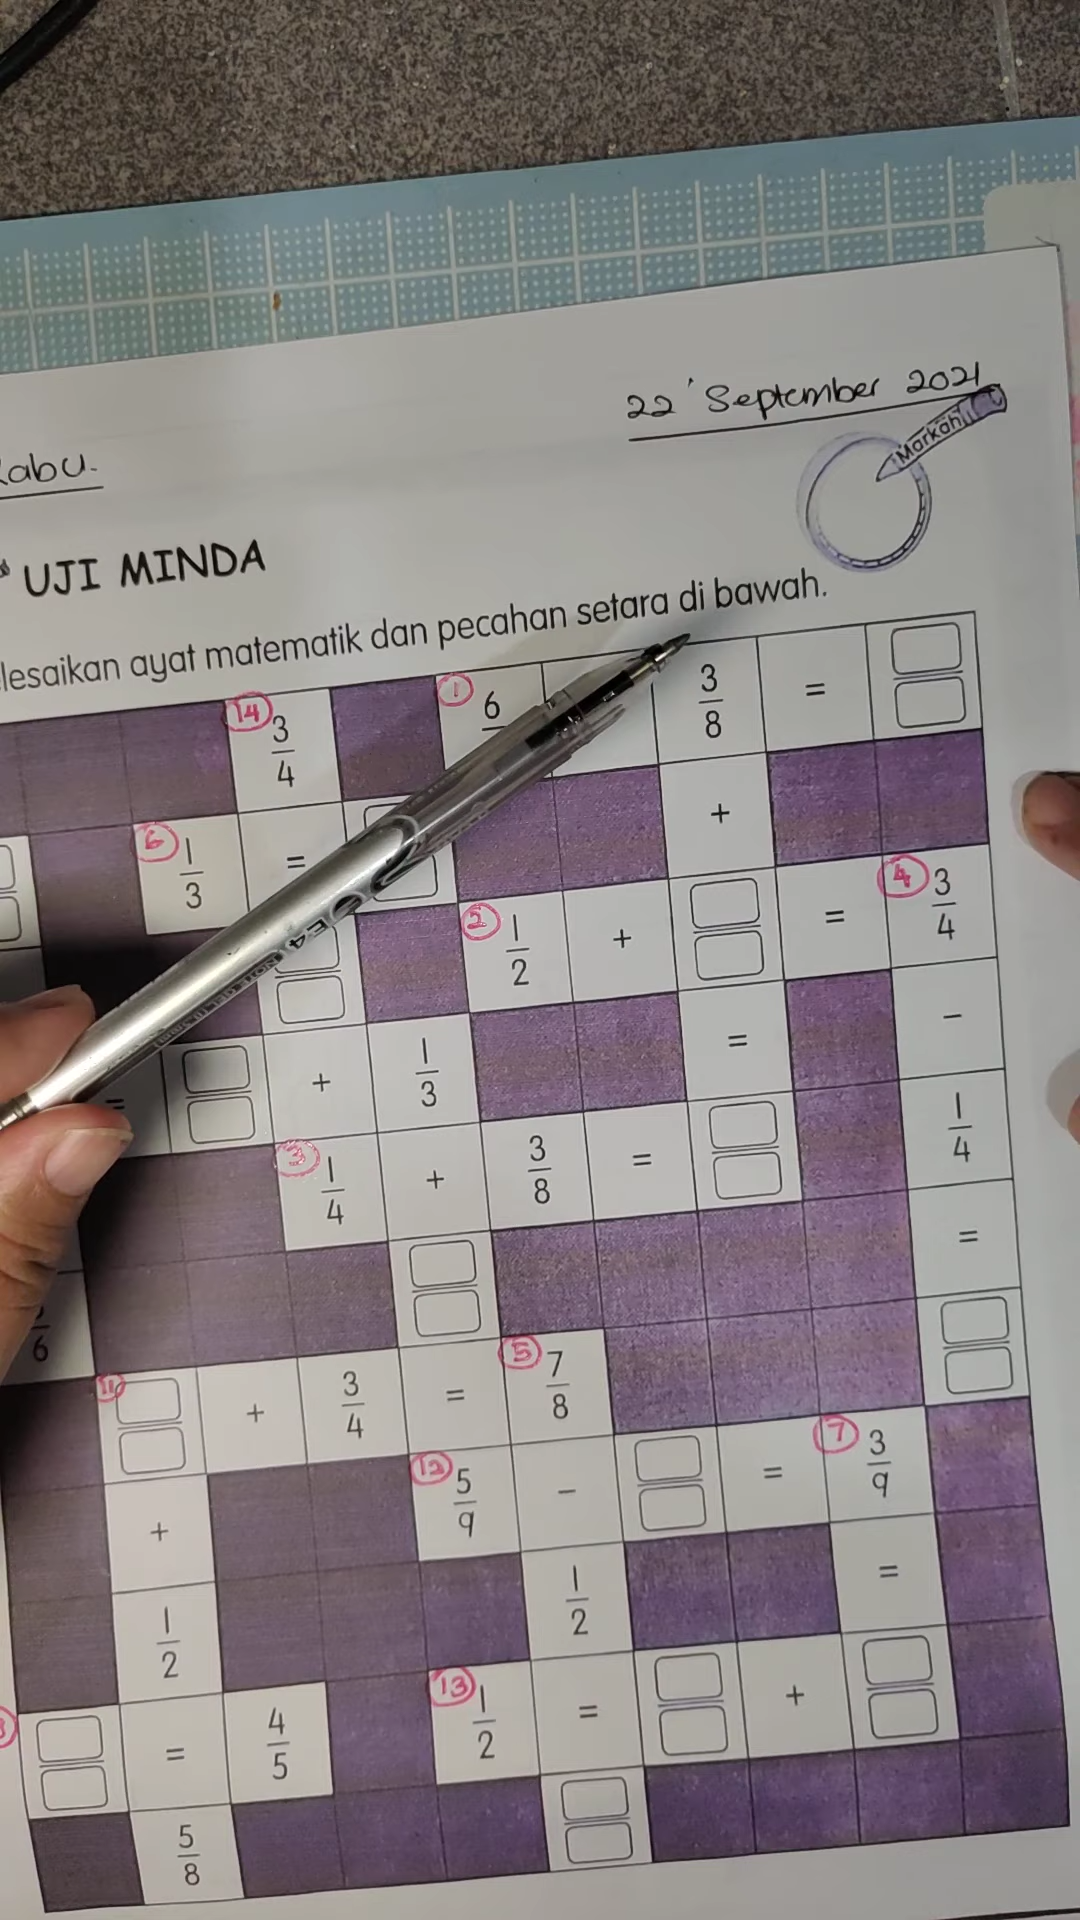 22 September 2021
Markah
UJI MINDA
ayat matematik dan pecahan setara di bawah.
14 3/4 1 6 3/8 =
6 1/3 = +
2 1/2 + = 4 3/4
= + 1/3 = −
3 1/4 + 3/8 = 1/4
=
6
11 + 3/4 = 5 7/8
+ 12 5/9 − = 7 3/9
1/2 1/2 =
= 4/5 13 1/2 = +
5/8